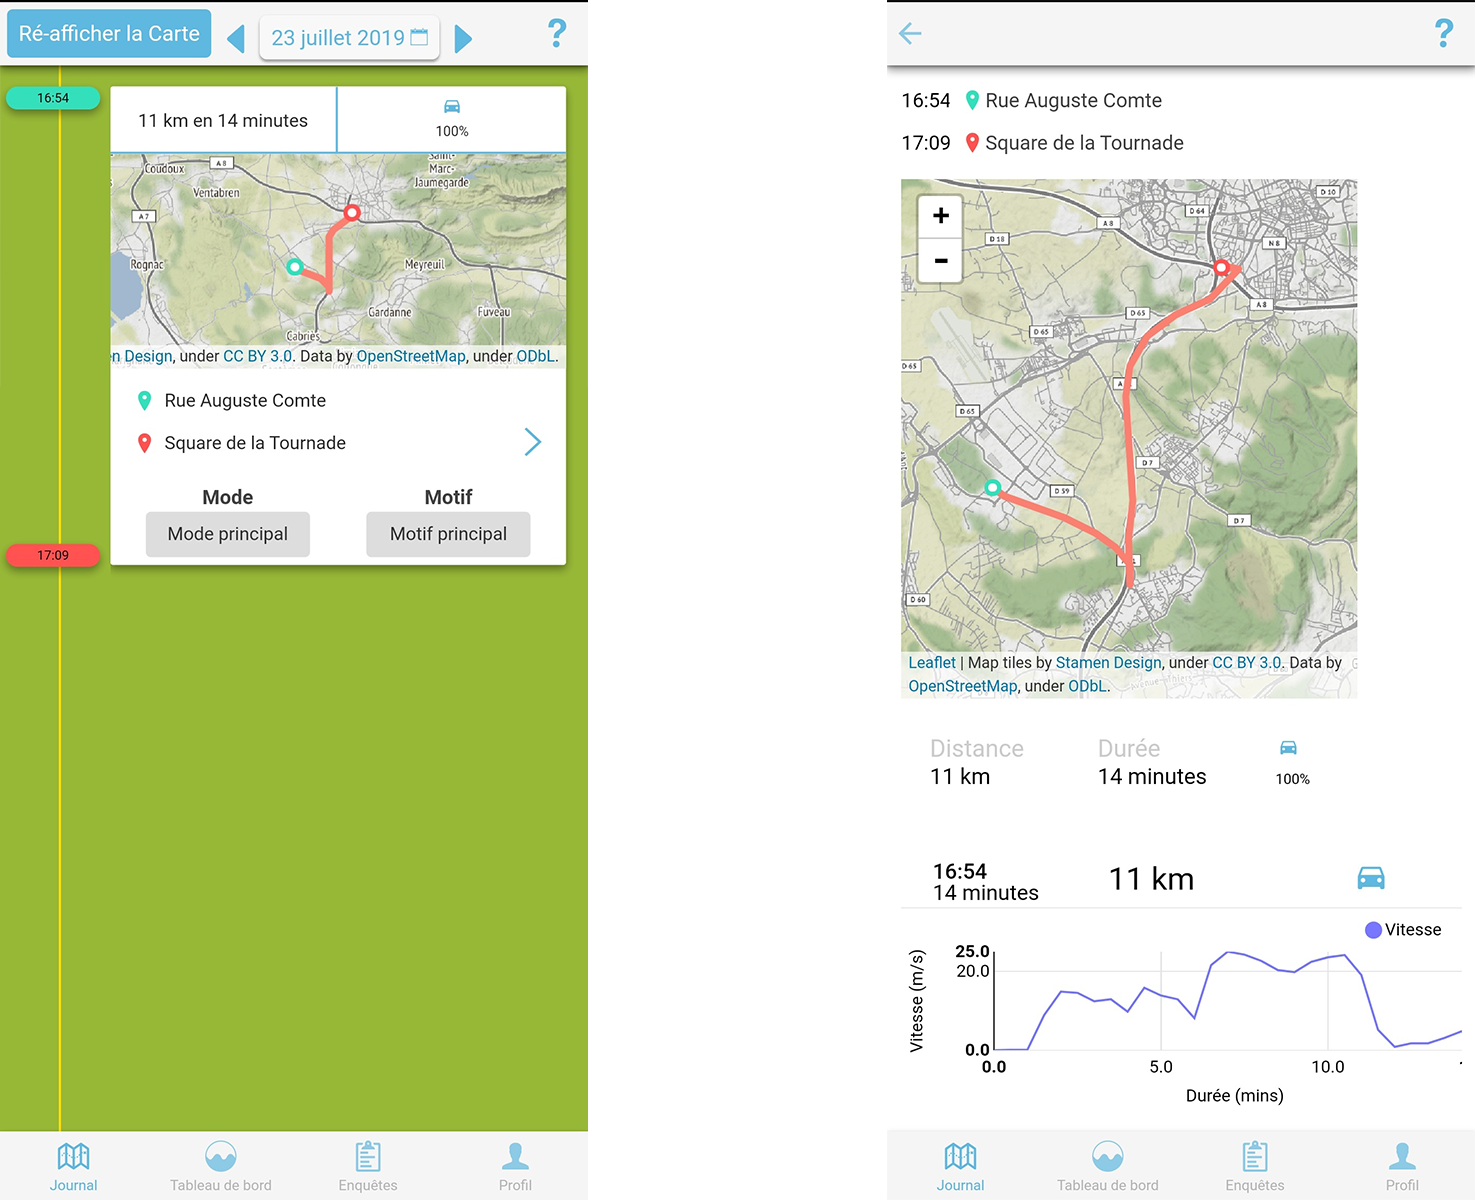 Ré-afficher la Carte
23 juillet 2019
?
16:54
11 km en 14 minutes
100%
Coudoux
A 8
Saint-
Marc-
Jaumegarde
Ventabren
A 7
Rognac
Meyreuil
Gardanne
Fuveau
Cabriès
n Design, under CC BY 3.0. Data by OpenStreetMap, under ODbL.
Rue Auguste Comte
Square de la Tournade
Mode
Motif
Mode principal
Motif principal
17:09
Journal
Tableau de bord
Enquêtes
Profil
?
16:54 Rue Auguste Comte
17:09 Square de la Tournade
+
−
D 10
D 64
A 8
D 18
N 8
A 8
D 65
D 65
D 65
D 65
D 7
D 59
D 7
D 60
Leaflet | Map tiles by Stamen Design, under CC BY 3.0. Data by
OpenStreetMap, under ODbL.
Distance
11 km
Durée
14 minutes
100%
16:54
14 minutes
11 km
Vitesse
Vitesse (m/s)
25.0
20.0
0.0
0.0
5.0
10.0
Durée (mins)
Journal
Tableau de bord
Enquêtes
Profil